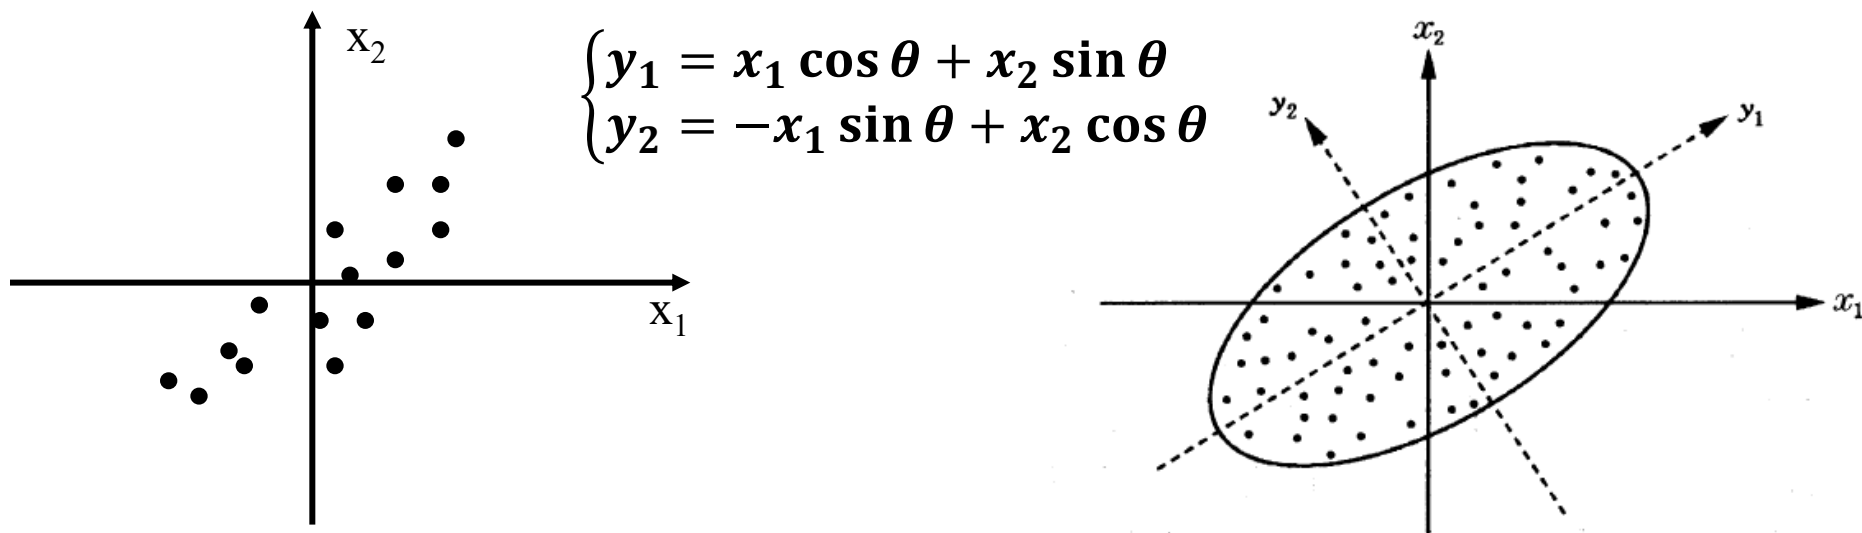 x₂
x₁
y₁ = x₁ cos θ + x₂ sin θ
y₂ = −x₁ sin θ + x₂ cos θ
x₂
y₂
y₁
x₁